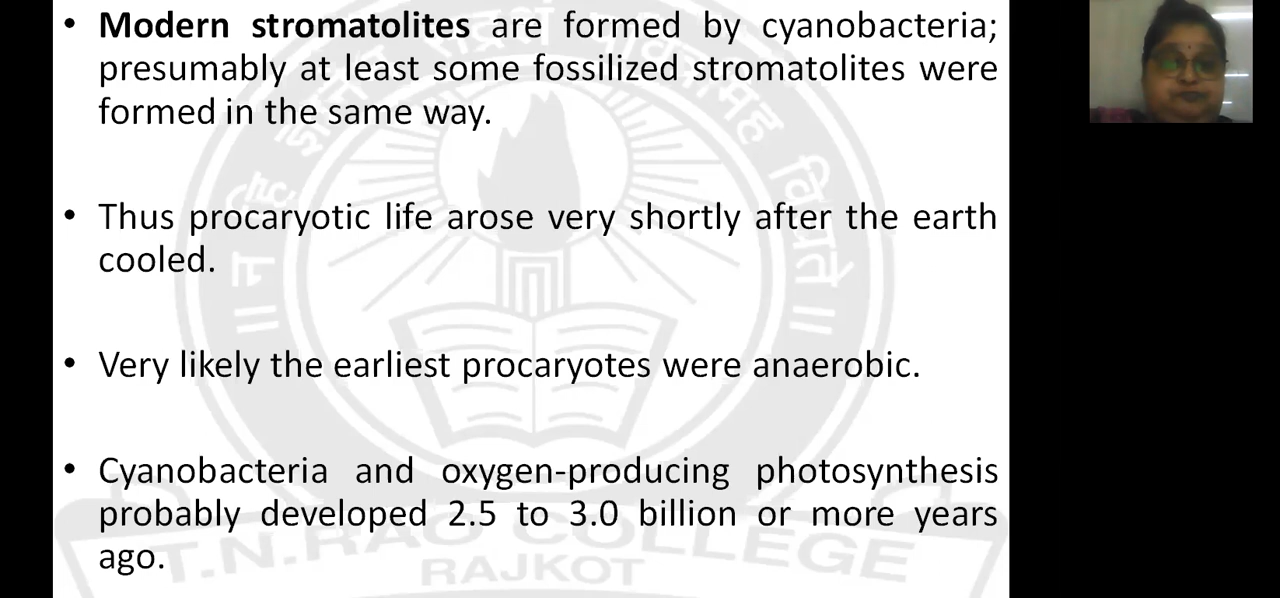 • Modern stromatolites are formed by cyanobacteria;
presumably at least some fossilized stromatolites were
formed in the same way.
• Thus procaryotic life arose very shortly after the earth
cooled.
• Very likely the earliest procaryotes were anaerobic.
• Cyanobacteria and oxygen-producing photosynthesis
probably developed 2.5 to 3.0 billion or more years
ago.
T.N.RAO COLLEGE
RAJKOT